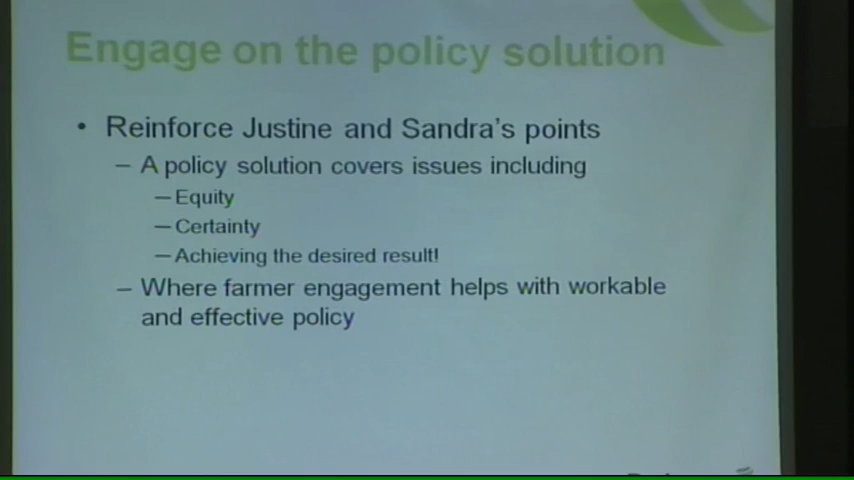 Engage on the policy solution
• Reinforce Justine and Sandra's points
– A policy solution covers issues including
– Equity
– Certainty
– Achieving the desired result!
– Where farmer engagement helps with workable
and effective policy